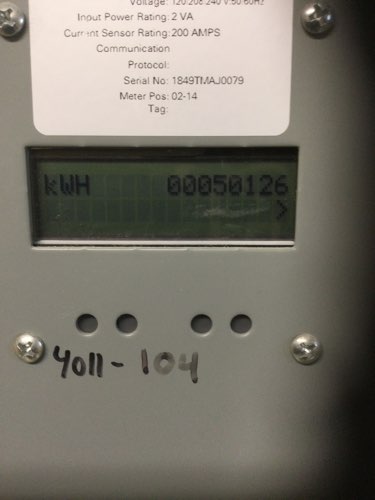 Voltage: 120:208:240 V:50/60Hz
Input Power Rating: 2 VA
Current Sensor Rating: 200 AMPS
Communication
Protocol:
Serial No: 1849TMAJ0079
Meter Pos: 02-14
Tag:
kWH 00050126
>
4011-104